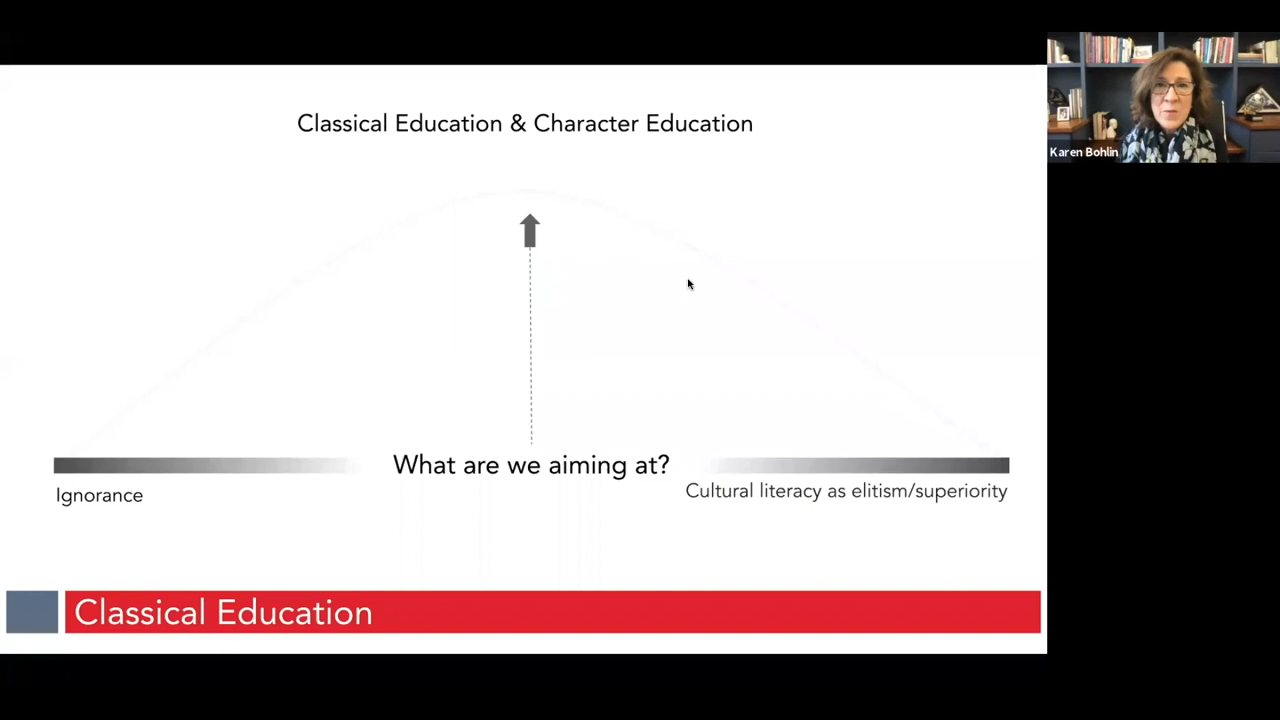 Classical Education & Character Education
Karen Bohlin
What are we aiming at?
Ignorance
Cultural literacy as elitism/superiority
Classical Education